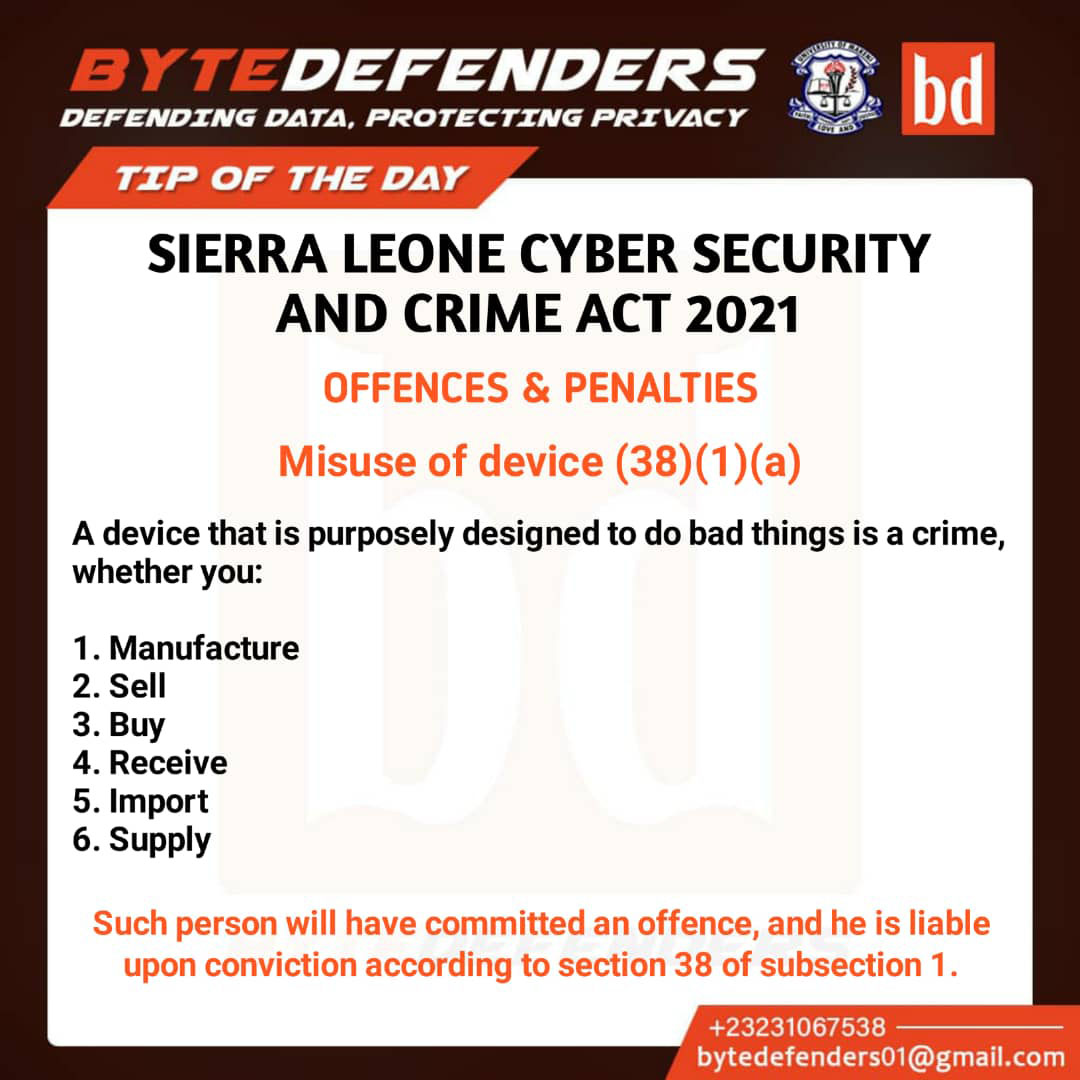 BYTEDEFENDERS
DEFENDING DATA, PROTECTING PRIVACY
UNIVERSITY OF MAKENI
LOVE AND
bd
TIP OF THE DAY
SIERRA LEONE CYBER SECURITY
AND CRIME ACT 2021
OFFENCES & PENALTIES
Misuse of device (38)(1)(a)
A device that is purposely designed to do bad things is a crime,
whether you:
1. Manufacture
2. Sell
3. Buy
4. Receive
5. Import
6. Supply
Such person will have committed an offence, and he is liable
upon conviction according to section 38 of subsection 1.
+23231067538
bytedefenders01@gmail.com